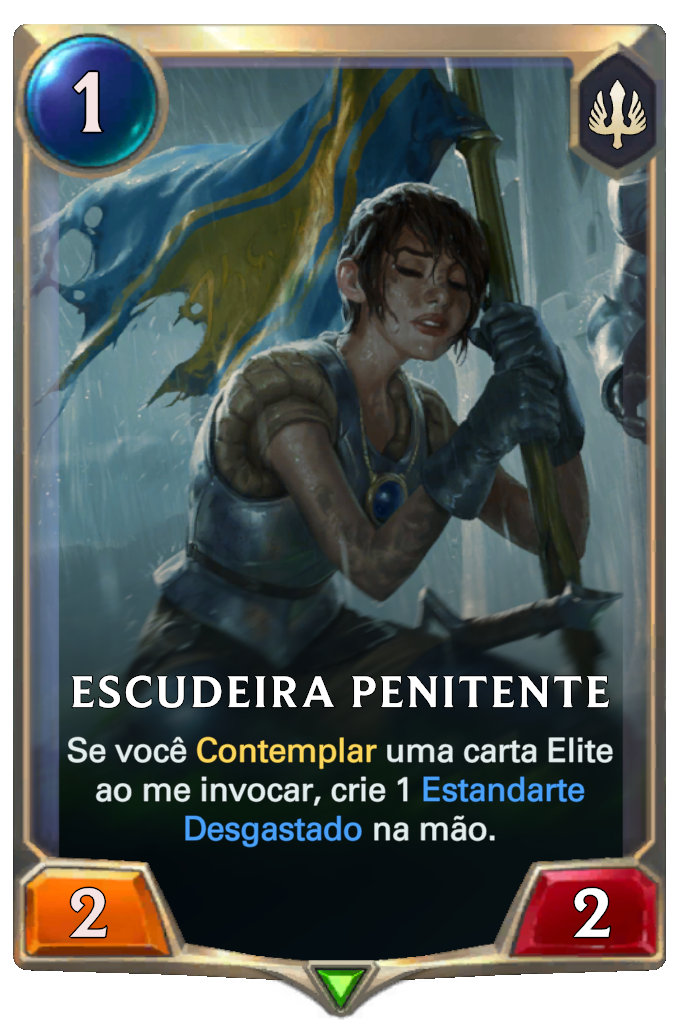 1
ESCUDEIRA PENITENTE
Se você Contemplar uma carta Elite
ao me invocar, crie 1 Estandarte
Desgastado na mão.
2
2